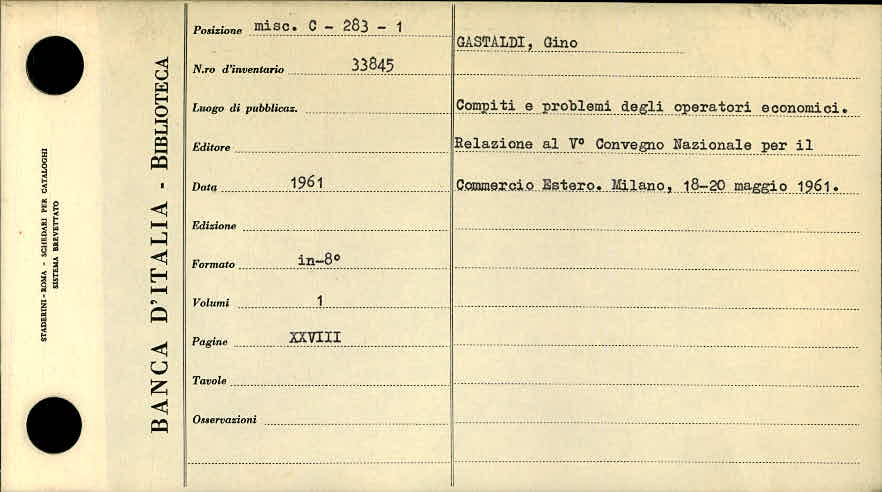 STADERINI - ROMA - SCHEDARI PER CATALOGHI
SISTEMA BREVETTATO
BANCA D'ITALIA - BIBLIOTECA
Posizione misc. C - 283 - 1
N.ro d'inventario 33845
Luogo di pubblicaz.
Editore
Data 1961
Edizione
Formato in-8°
Volumi 1
Pagine XXVIII
Tavole
Osservazioni
GASTALDI, Gino
Compiti e problemi degli operatori economici.
Relazione al V° Convegno Nazionale per il
Commercio Estero. Milano, 18-20 maggio 1961.